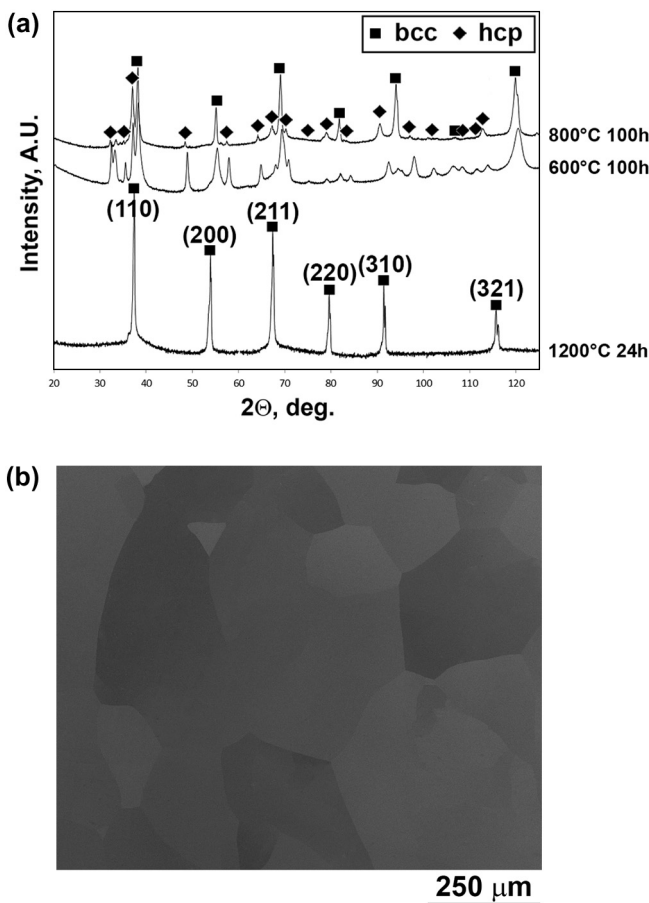 (a)
■ bcc ◆ hcp
800°C 100h
600°C 100h
(110)
(200)
(211)
(220)
(310)
(321)
1200°C 24h
Intensity, A.U.
20 30 40 50 60 70 80 90 100 110 120
2Θ, deg.
(b)
250 μm